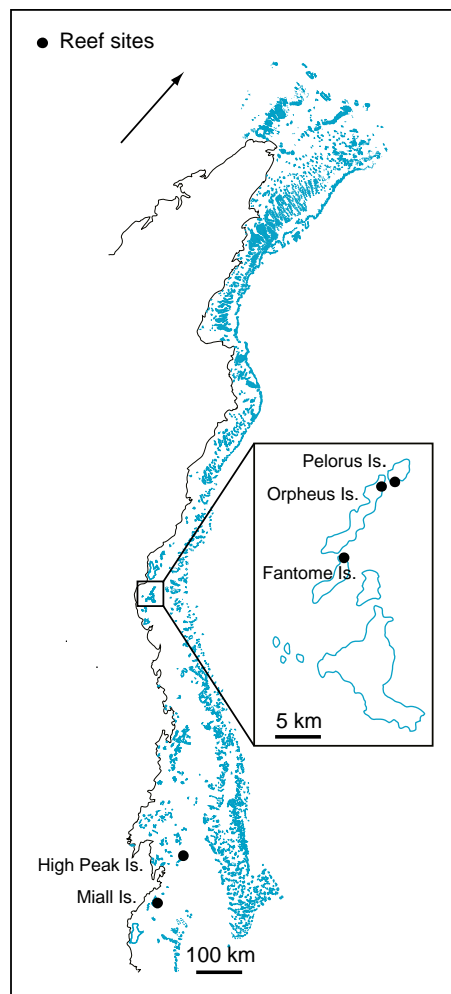 Reef sites
Pelorus Is.
Orpheus Is.
Fantome Is.
5 km
High Peak Is.
Miall Is.
100 km